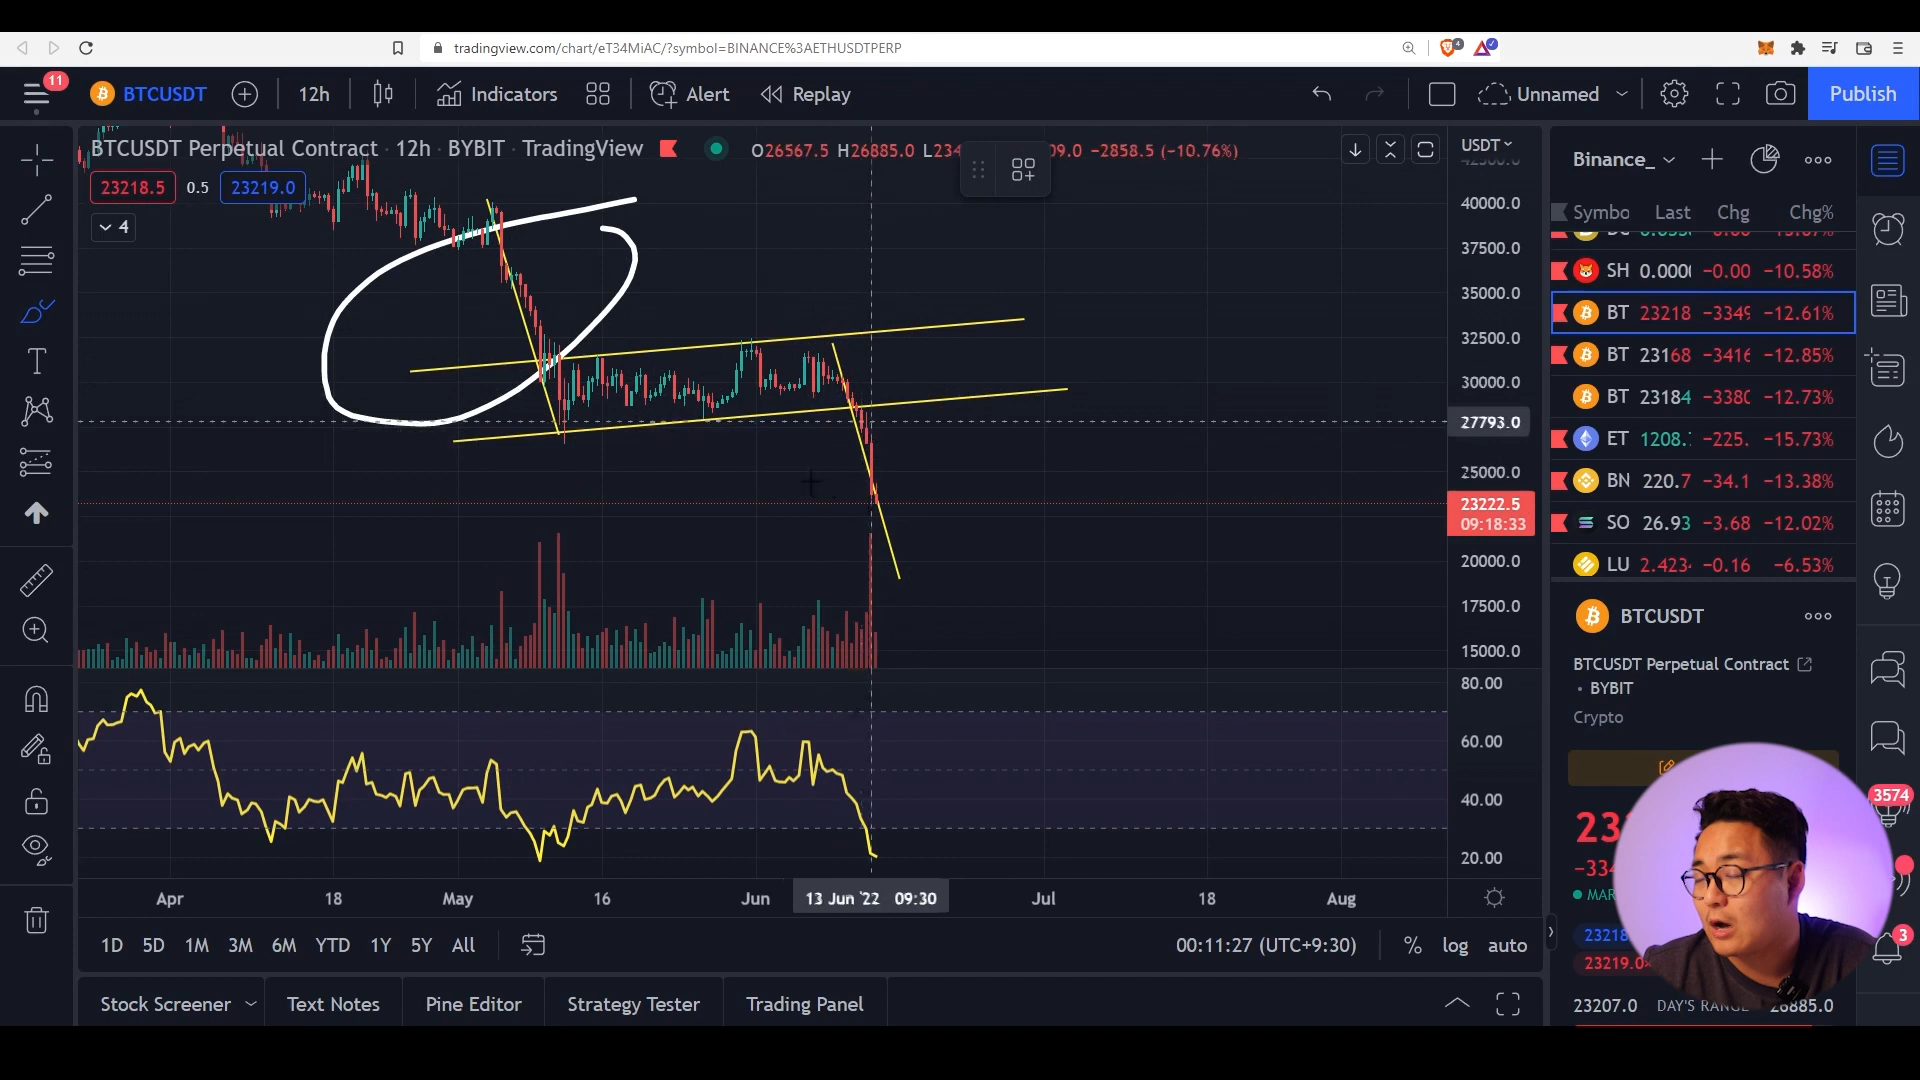 tradingview.com/chart/eT34MiAC/?symbol=BINANCE%3AETHUSDTPERP
4
11
BTCUSDT
12h
Indicators
Alert
Replay
Unnamed
Publish
BTCUSDT Perpetual Contract · 12h · BYBIT · TradingView
O26567.5 H26885.0 L234 09.0 −2858.5 (−10.76%)
23218.5 0.5 23219.0
4
USDT
40000.0
37500.0
35000.0
32500.0
30000.0
27793.0
25000.0
23222.5
09:18:33
20000.0
17500.0
15000.0
80.00
60.00
40.00
20.00
Apr 18 May 16 Jun 13 Jun '22 09:30 Jul 18 Aug
1D 5D 1M 3M 6M YTD 1Y 5Y All
00:11:27 (UTC+9:30) % log auto
Stock Screener
Text Notes
Pine Editor
Strategy Tester
Trading Panel
Binance_
Symbo Last Chg Chg%
SH 0.000 −0.00 −10.58%
BT 23218 −3349 −12.61%
BT 23168 −3416 −12.85%
BT 23184 −3380 −12.73%
ET 1208. −225. −15.73%
BN 220.7 −34.1 −13.38%
SO 26.93 −3.68 −12.02%
LU 2.423 −0.16 −6.53%
BTCUSDT
BTCUSDT Perpetual Contract
• BYBIT
Crypto
23
−334
MAR
23218
23219.0
23207.0 DAY'S RANGE 26885.0
3574
3